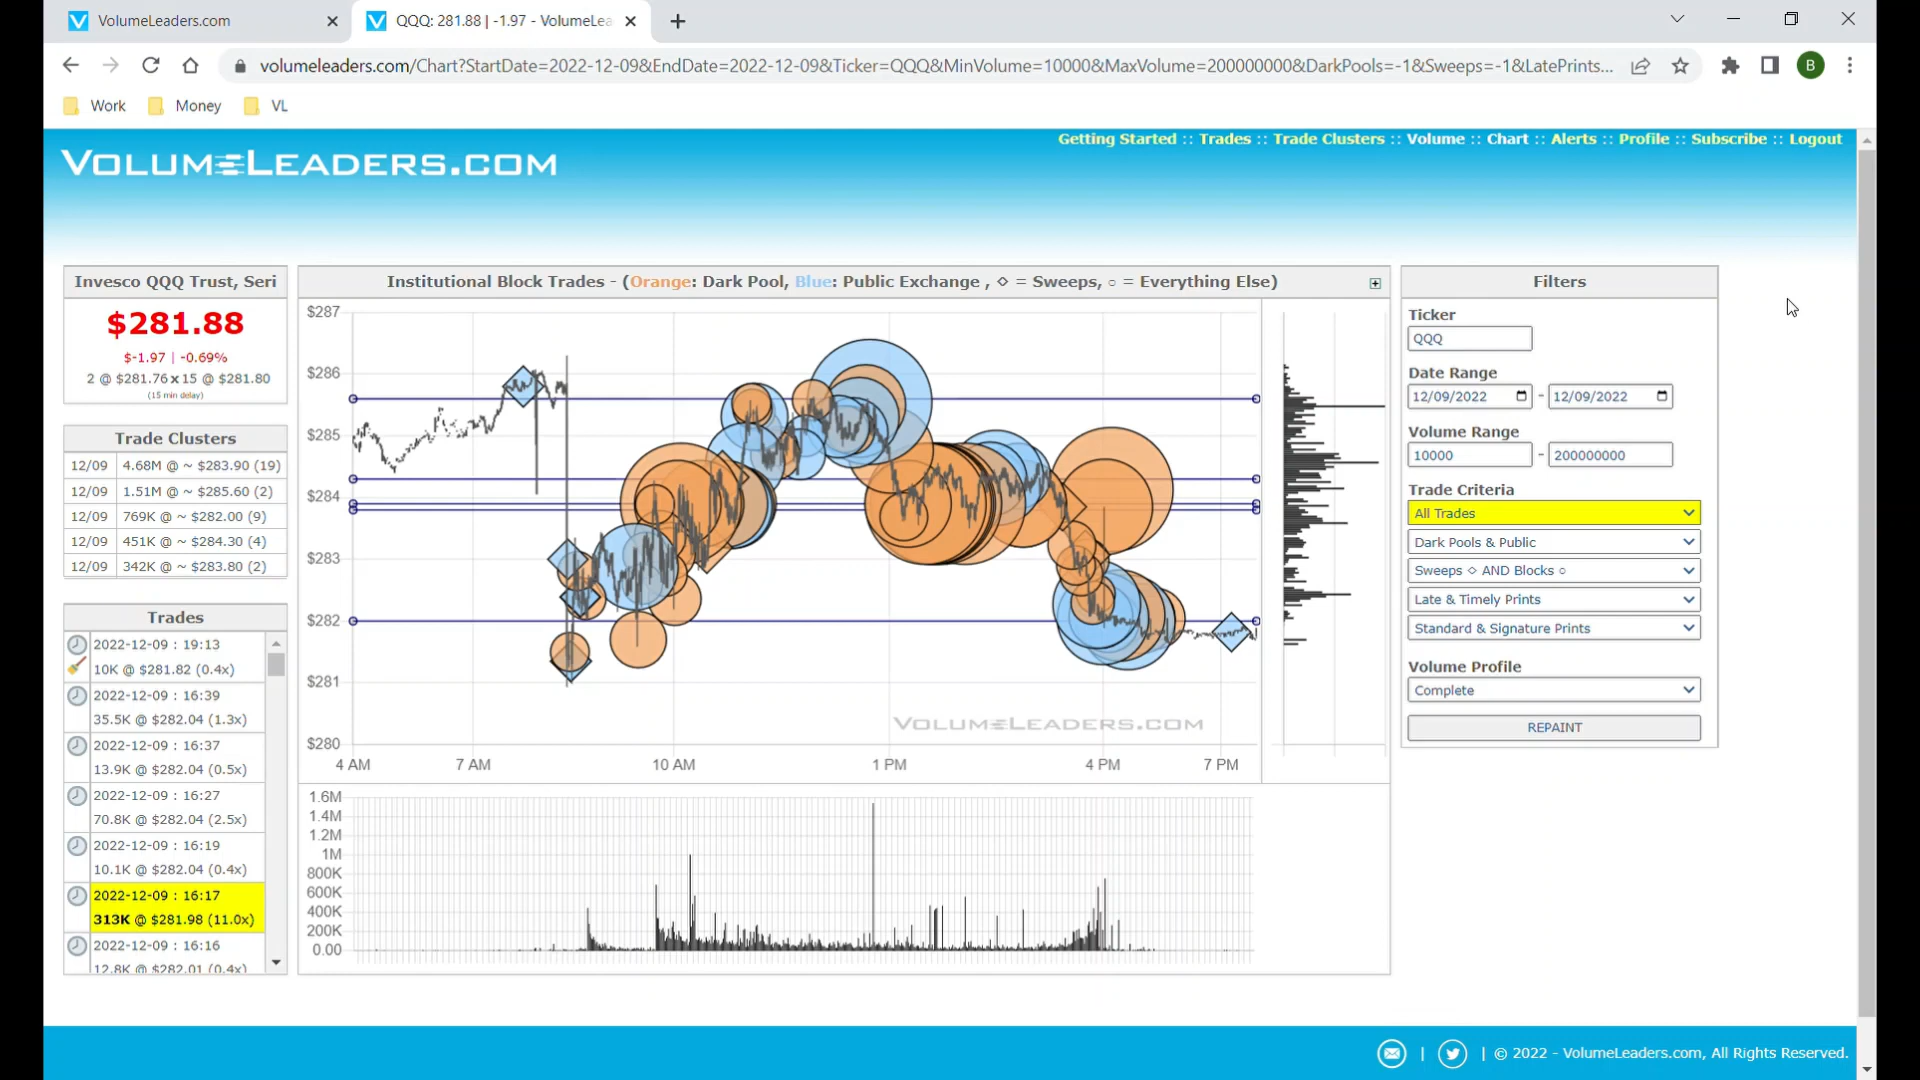 VolumeLeaders.com
QQQ: 281.88 | -1.97 - VolumeLea
volumeleaders.com/Chart?StartDate=2022-12-09&EndDate=2022-12-09&Ticker=QQQ&MinVolume=10000&MaxVolume=200000000&DarkPools=-1&Sweeps=-1&LatePrints...
B
Work Money VL
Getting Started :: Trades :: Trade Clusters :: Volume :: Chart :: Alerts :: Profile :: Subscribe :: Logout
VOLUMELEADERS.COM
Invesco QQQ Trust, Seri
$281.88
$-1.97 | -0.69%
2 @ $281.76 x 15 @ $281.80
(15 min delay)
Trade Clusters
12/09 4.68M @ ~ $283.90 (19)
12/09 1.51M @ ~ $285.60 (2)
12/09 769K @ ~ $282.00 (9)
12/09 451K @ ~ $284.30 (4)
12/09 342K @ ~ $283.80 (2)
Trades
2022-12-09 : 19:13
10K @ $281.82 (0.4x)
2022-12-09 : 16:39
35.5K @ $282.04 (1.3x)
2022-12-09 : 16:37
13.9K @ $282.04 (0.5x)
2022-12-09 : 16:27
70.8K @ $282.04 (2.5x)
2022-12-09 : 16:19
10.1K @ $282.04 (0.4x)
2022-12-09 : 16:17
313K @ $281.98 (11.0x)
2022-12-09 : 16:16
12.8K @ $282.01 (0.4x)
Institutional Block Trades - (Orange: Dark Pool, Blue: Public Exchange , ◇ = Sweeps, ○ = Everything Else)
$287
$286
$285
$284
$283
$282
$281
$280
VOLUMELEADERS.COM
4 AM 7 AM 10 AM 1 PM 4 PM 7 PM
1.6M
1.4M
1.2M
1M
800K
600K
400K
200K
0.00
Filters
Ticker
QQQ
Date Range
12/09/2022 - 12/09/2022
Volume Range
10000 - 200000000
Trade Criteria
All Trades
Dark Pools & Public
Sweeps ◇ AND Blocks ○
Late & Timely Prints
Standard & Signature Prints
Volume Profile
Complete
REPAINT
| | © 2022 - VolumeLeaders.com, All Rights Reserved.